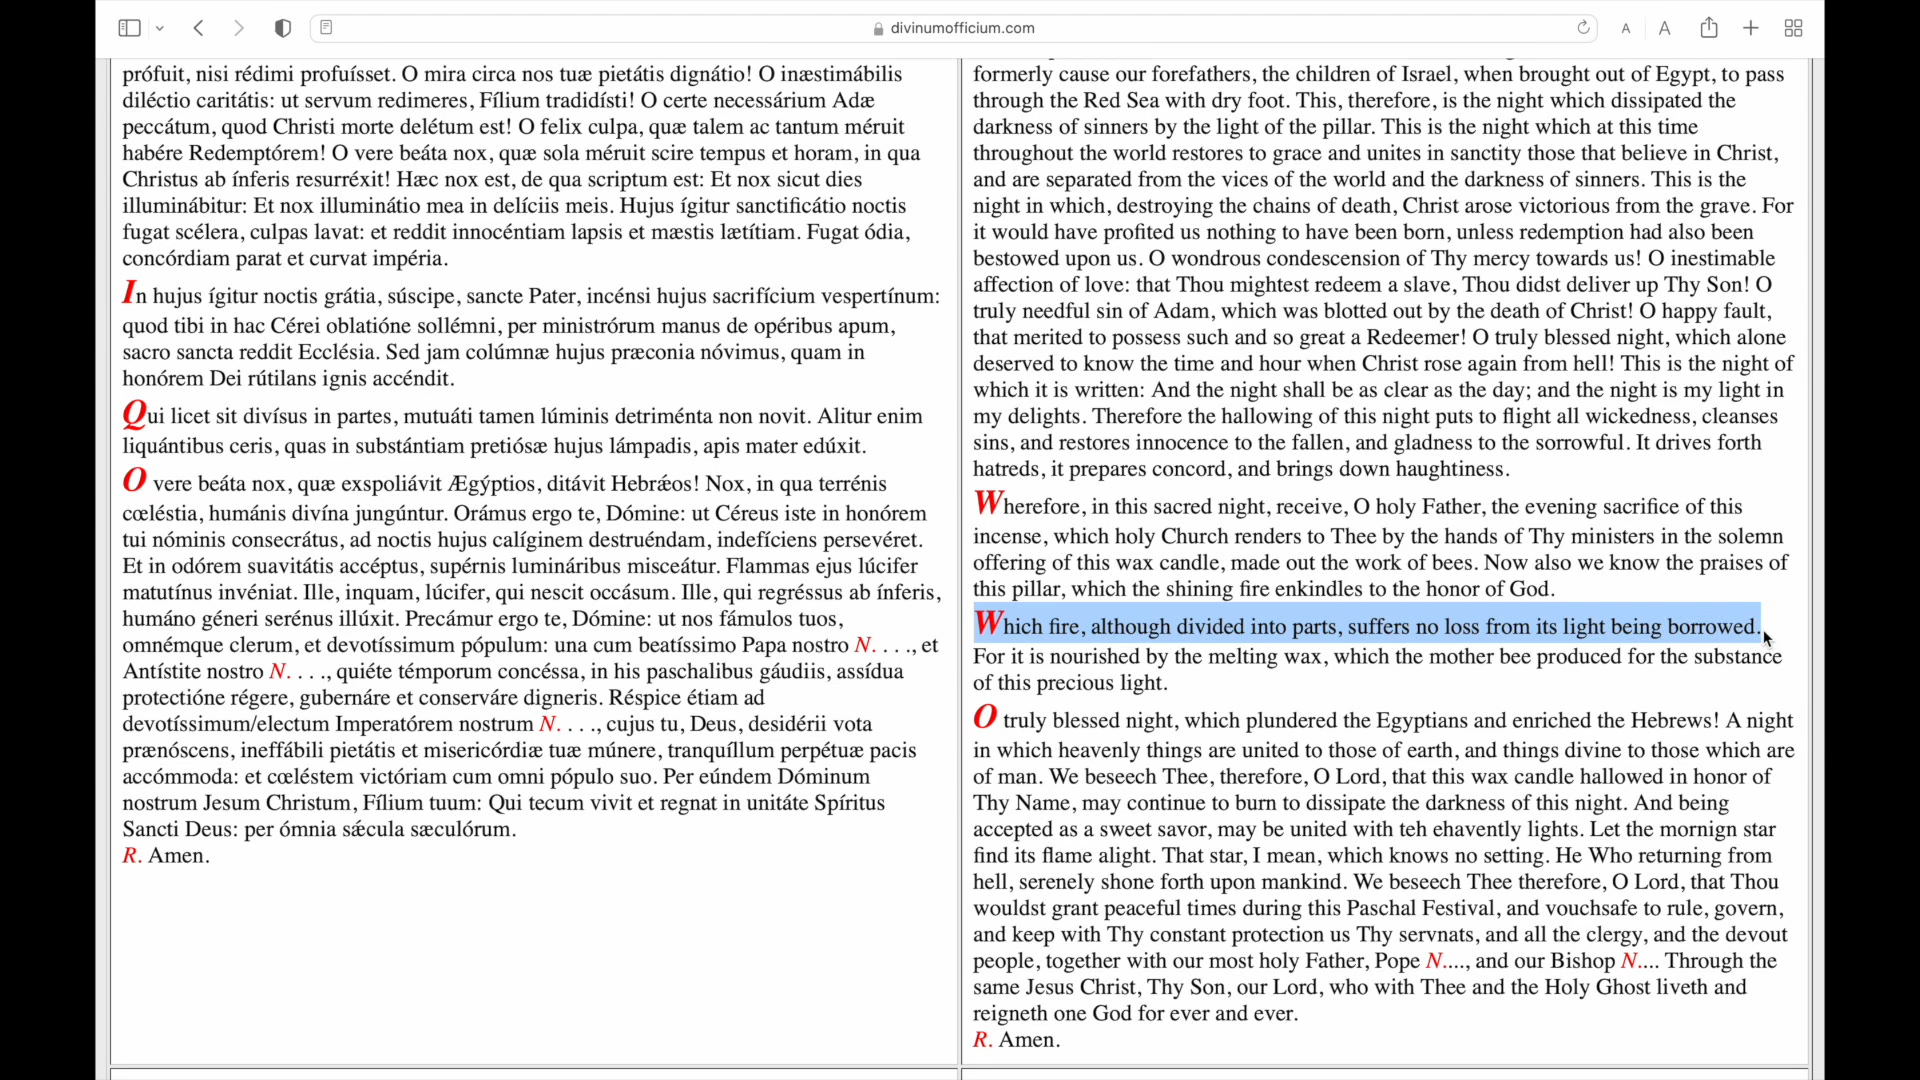 divinumofficium.com
A A
prófuit, nisi rédimi profuísset. O mira circa nos tuæ pietátis dignátio! O inæstimábilis
diléctio caritátis: ut servum redimeres, Fílium tradidísti! O certe necessárium Adæ
peccátum, quod Christi morte delétum est! O felix culpa, quæ talem ac tantum méruit
habére Redemptórem! O vere beáta nox, quæ sola méruit scire tempus et horam, in qua
Christus ab ínferis resurréxit! Hæc nox est, de qua scriptum est: Et nox sicut dies
illuminábitur: Et nox illuminátio mea in delíciis meis. Hujus ígitur sanctificátio noctis
fugat scélera, culpas lavat: et reddit innocéntiam lapsis et mæstis lætítiam. Fugat ódia,
concórdiam parat et curvat impéria.
In hujus ígitur noctis grátia, súscipe, sancte Pater, incénsi hujus sacrifícium vespertínum:
quod tibi in hac Cérei oblatióne sollémni, per ministrórum manus de opéribus apum,
sacro sancta reddit Ecclésia. Sed jam colúmnæ hujus præconia nóvimus, quam in
honórem Dei rútilans ignis accéndit.
Qui licet sit divísus in partes, mutuáti tamen lúminis detriménta non novit. Alitur enim
liquántibus ceris, quas in substántiam pretiósæ hujus lámpadis, apis mater edúxit.
O vere beáta nox, quæ exspoliávit Ægýptios, ditávit Hebrǽos! Nox, in qua terrénis
cœléstia, humánis divína jungúntur. Orámus ergo te, Dómine: ut Céreus iste in honórem
tui nóminis consecrátus, ad noctis hujus calíginem destruéndam, indefíciens persevéret.
Et in odórem suavitátis accéptus, supérnis lumináribus misceátur. Flammas ejus lúcifer
matutínus invéniat. Ille, inquam, lúcifer, qui nescit occásum. Ille, qui regréssus ab ínferis,
humáno géneri serénus illúxit. Precámur ergo te, Dómine: ut nos fámulos tuos,
omnémque clerum, et devotíssimum pópulum: una cum beatíssimo Papa nostro N. . . ., et
Antístite nostro N. . . ., quiéte témporum concéssa, in his paschalibus gáudiis, assídua
protectióne régere, gubernáre et conserváre digneris. Réspice étiam ad
devotíssimum/electum Imperatórem nostrum N. . . ., cujus tu, Deus, desidérii vota
prænóscens, ineffábili pietátis et misericórdiæ tuæ múnere, tranquíllum perpétuæ pacis
accómmoda: et cœléstem victóriam cum omni pópulo suo. Per eúndem Dóminum
nostrum Jesum Christum, Fílium tuum: Qui tecum vivit et regnat in unitáte Spíritus
Sancti Deus: per ómnia sǽcula sæculórum.
R. Amen.
formerly cause our forefathers, the children of Israel, when brought out of Egypt, to pass
through the Red Sea with dry foot. This, therefore, is the night which dissipated the
darkness of sinners by the light of the pillar. This is the night which at this time
throughout the world restores to grace and unites in sanctity those that believe in Christ,
and are separated from the vices of the world and the darkness of sinners. This is the
night in which, destroying the chains of death, Christ arose victorious from the grave. For
it would have profited us nothing to have been born, unless redemption had also been
bestowed upon us. O wondrous condescension of Thy mercy towards us! O inestimable
affection of love: that Thou mightest redeem a slave, Thou didst deliver up Thy Son! O
truly needful sin of Adam, which was blotted out by the death of Christ! O happy fault,
that merited to possess such and so great a Redeemer! O truly blessed night, which alone
deserved to know the time and hour when Christ rose again from hell! This is the night of
which it is written: And the night shall be as clear as the day; and the night is my light in
my delights. Therefore the hallowing of this night puts to flight all wickedness, cleanses
sins, and restores innocence to the fallen, and gladness to the sorrowful. It drives forth
hatreds, it prepares concord, and brings down haughtiness.
Wherefore, in this sacred night, receive, O holy Father, the evening sacrifice of this
incense, which holy Church renders to Thee by the hands of Thy ministers in the solemn
offering of this wax candle, made out the work of bees. Now also we know the praises of
this pillar, which the shining fire enkindles to the honor of God.
Which fire, although divided into parts, suffers no loss from its light being borrowed.
For it is nourished by the melting wax, which the mother bee produced for the substance
of this precious light.
O truly blessed night, which plundered the Egyptians and enriched the Hebrews! A night
in which heavenly things are united to those of earth, and things divine to those which are
of man. We beseech Thee, therefore, O Lord, that this wax candle hallowed in honor of
Thy Name, may continue to burn to dissipate the darkness of this night. And being
accepted as a sweet savor, may be united with teh ehavently lights. Let the mornign star
find its flame alight. That star, I mean, which knows no setting. He Who returning from
hell, serenely shone forth upon mankind. We beseech Thee therefore, O Lord, that Thou
wouldst grant peaceful times during this Paschal Festival, and vouchsafe to rule, govern,
and keep with Thy constant protection us Thy servnats, and all the clergy, and the devout
people, together with our most holy Father, Pope N...., and our Bishop N.... Through the
same Jesus Christ, Thy Son, our Lord, who with Thee and the Holy Ghost liveth and
reigneth one God for ever and ever.
R. Amen.